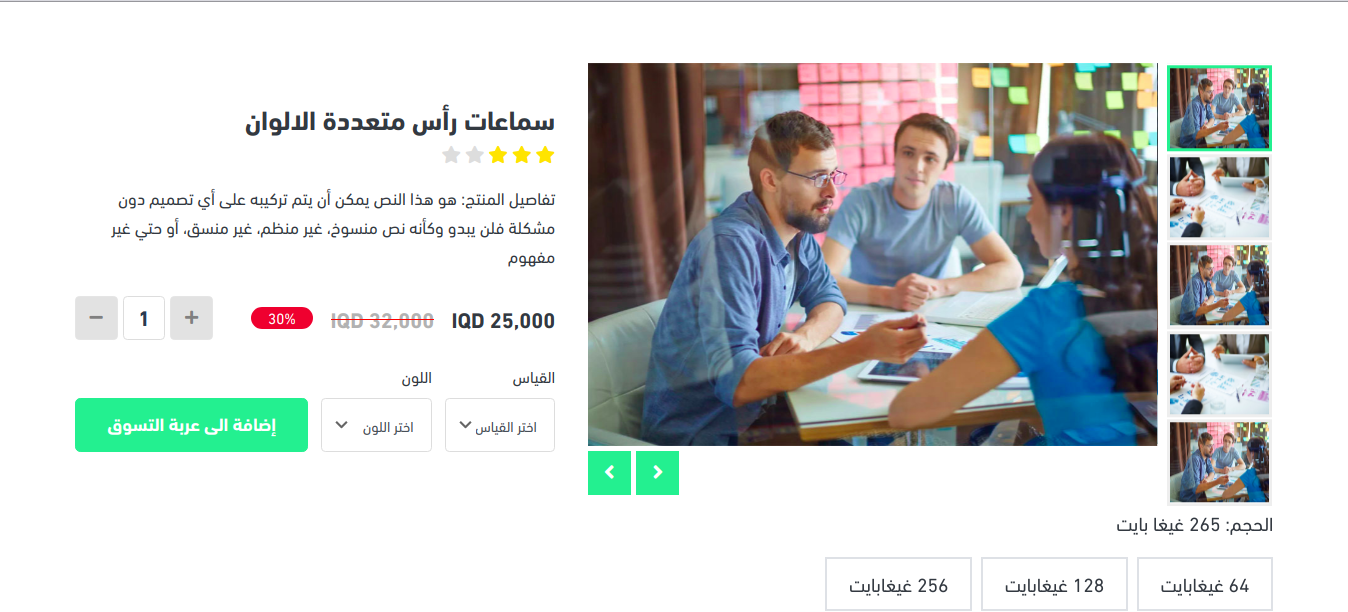 سماعات رأس متعددة الالوان
تفاصيل المنتج: هو هذا النص يمكن أن يتم تركيبه على أي تصميم دون
مشكلة فلن يبدو وكأنه نص منسوخ، غير منظم، غير منسق، أو حتي غير
مفهوم
IQD 25,000 IQD 32,000 30% + 1 −
القياس اللون
اختر القياس اختر اللون إضافة الى عربة التسوق
الحجم: 265 غيغا بايت
64 غيغابايت 128 غيغابايت 256 غيغابايت